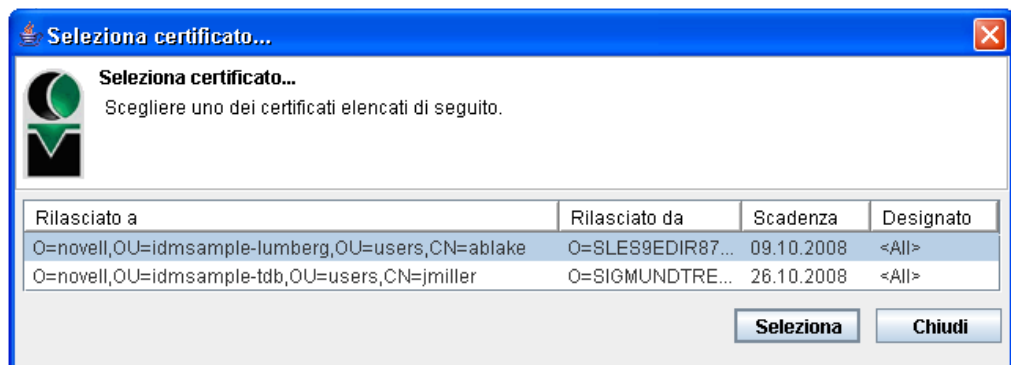 Seleziona certificato...
Seleziona certificato...
Scegliere uno dei certificati elencati di seguito.
Rilasciato a Rilasciato da Scadenza Designato
O=novell,OU=idmsample-lumberg,OU=users,CN=ablake O=SLES9EDIR87... 09.10.2008 <All>
O=novell,OU=idmsample-tdb,OU=users,CN=jmiller O=SIGMUNDTRE... 26.10.2008 <All>
Seleziona Chiudi